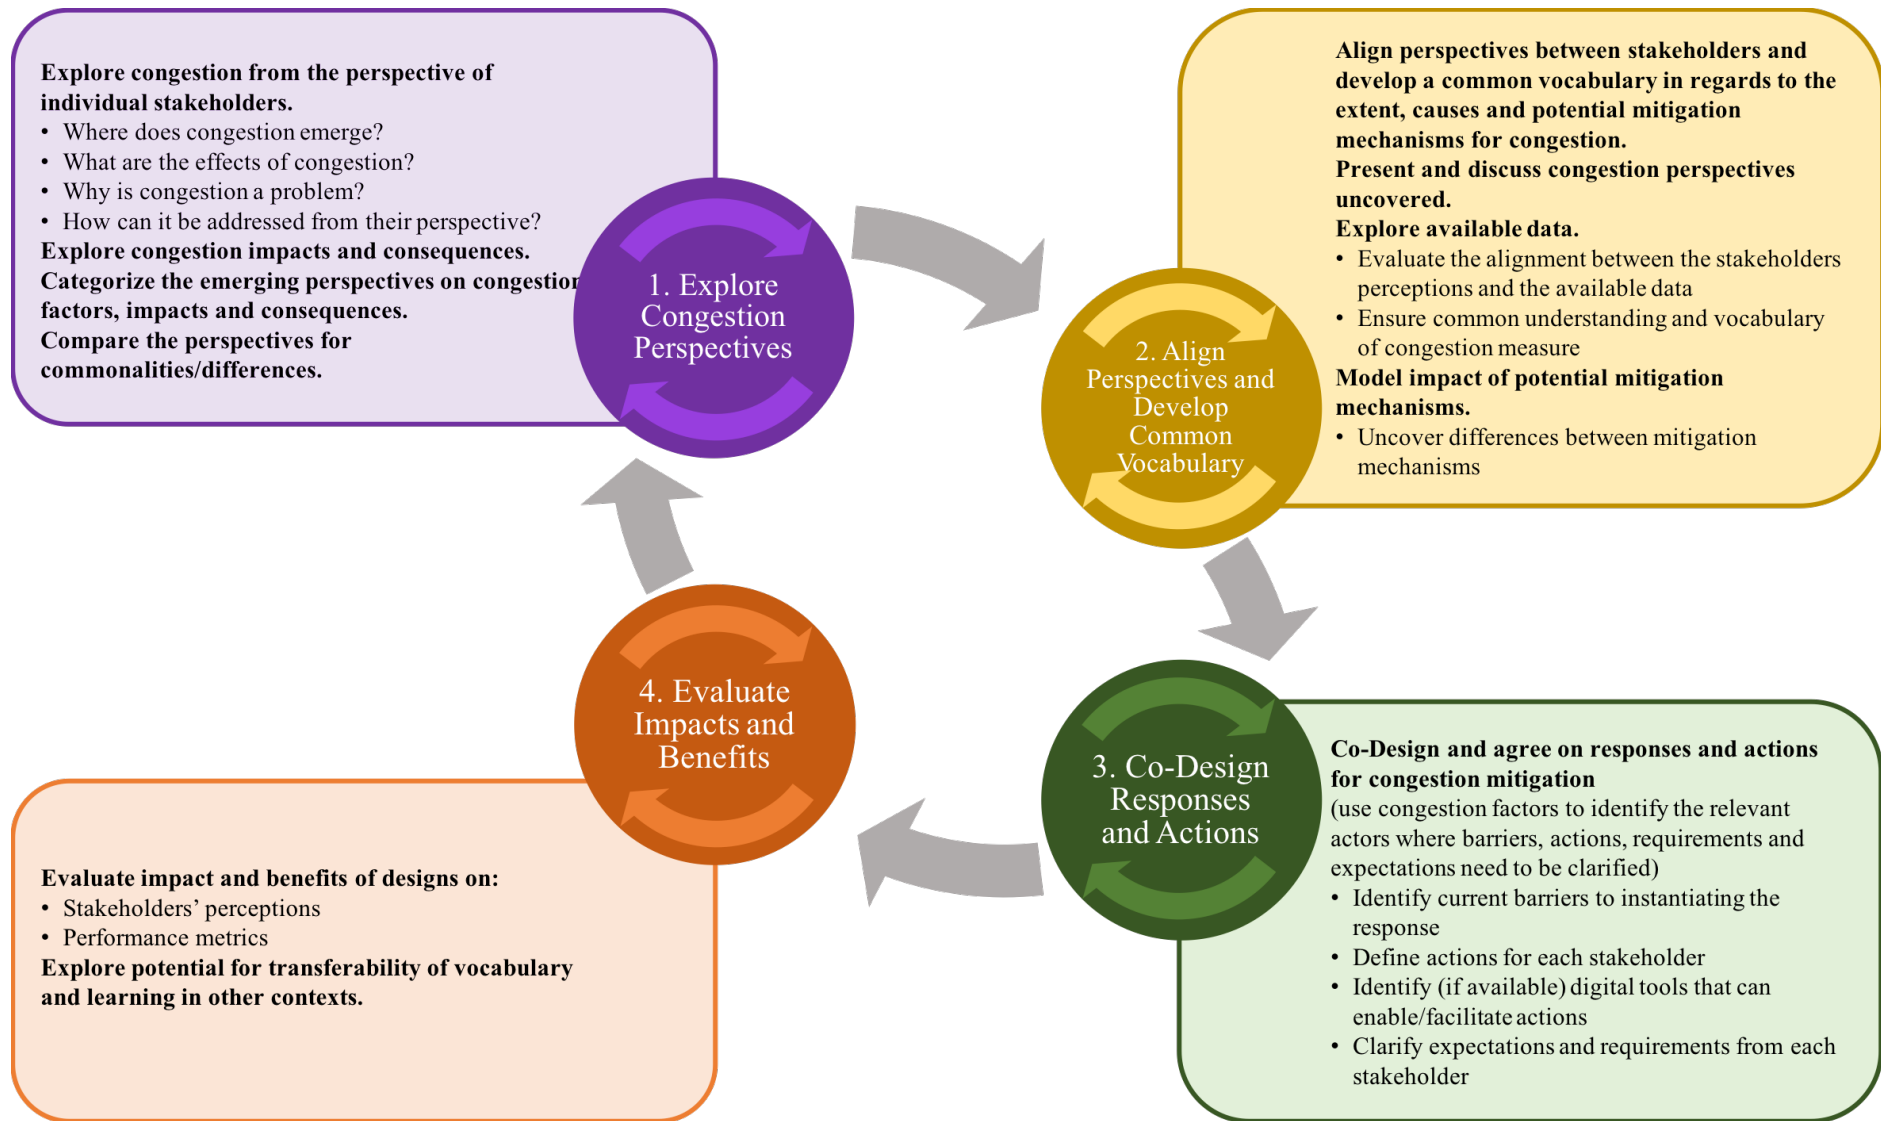 Explore congestion from the perspective of
individual stakeholders.
• Where does congestion emerge?
• What are the effects of congestion?
• Why is congestion a problem?
• How can it be addressed from their perspective?
Explore congestion impacts and consequences.
Categorize the emerging perspectives on congestion
factors, impacts and consequences.
Compare the perspectives for
commonalities/differences.
1. Explore
Congestion
Perspectives
Align perspectives between stakeholders and
develop a common vocabulary in regards to the
extent, causes and potential mitigation
mechanisms for congestion.
Present and discuss congestion perspectives
uncovered.
Explore available data.
• Evaluate the alignment between the stakeholders
perceptions and the available data
• Ensure common understanding and vocabulary
of congestion measure
Model impact of potential mitigation
mechanisms.
• Uncover differences between mitigation
mechanisms
2. Align
Perspectives and
Develop
Common
Vocabulary
3. Co-Design
Responses
and Actions
Co-Design and agree on responses and actions
for congestion mitigation
(use congestion factors to identify the relevant
actors where barriers, actions, requirements and
expectations need to be clarified)
• Identify current barriers to instantiating the
response
• Define actions for each stakeholder
• Identify (if available) digital tools that can
enable/facilitate actions
• Clarify expectations and requirements from each
stakeholder
4. Evaluate
Impacts and
Benefits
Evaluate impact and benefits of designs on:
• Stakeholders’ perceptions
• Performance metrics
Explore potential for transferability of vocabulary
and learning in other contexts.